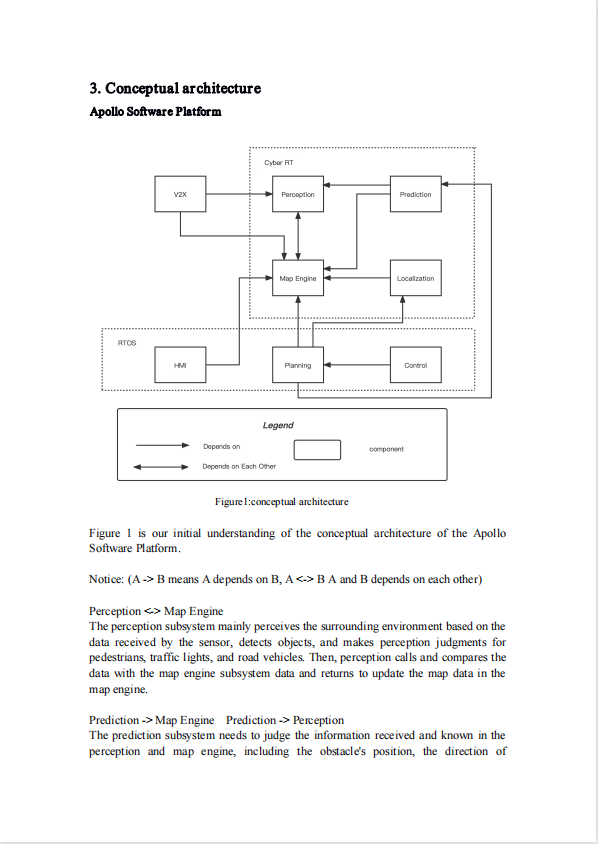 3. Conceptual architecture
Apollo Software Platform
Cyber RT
V2X
Perception
Prediction
Map Engine
Localization
RTOS
HMI
Planning
Control
Legend
Depends on
component
Depends on Each Other
Figure1:conceptual architecture
Figure 1 is our initial understanding of the conceptual architecture of the Apollo
Software Platform.
Notice: (A -> B means A depends on B, A <-> B A and B depends on each other)
Perception <-> Map Engine
The perception subsystem mainly perceives the surrounding environment based on the
data received by the sensor, detects objects, and makes perception judgments for
pedestrians, traffic lights, and road vehicles. Then, perception calls and compares the
data with the map engine subsystem data and returns to update the map data in the
map engine.
Prediction -> Map Engine Prediction -> Perception
The prediction subsystem needs to judge the information received and known in the
perception and map engine, including the obstacle's position, the direction of